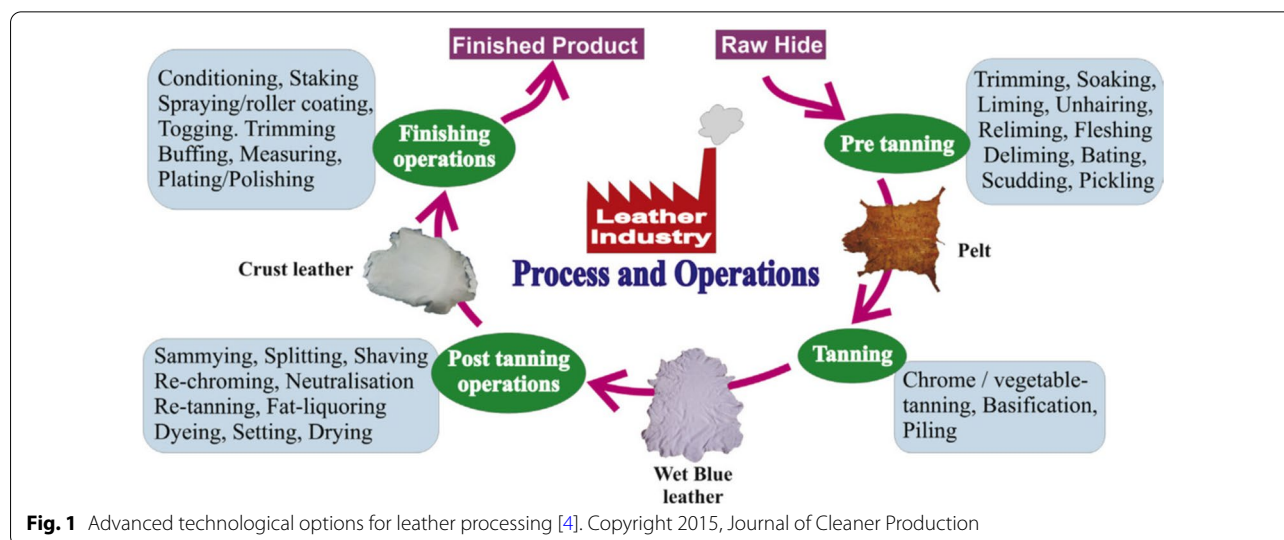 Finished Product
Raw Hide
Conditioning, Staking
Spraying/roller coating,
Togging. Trimming
Buffing, Measuring,
Plating/Polishing
Finishing
operations
Pre tanning
Trimming, Soaking,
Liming, Unhairing,
Reliming, Fleshing
Deliming, Bating,
Scudding, Pickling
Leather
Industry
Process and Operations
Crust leather
Pelt
Sammying, Splitting, Shaving
Re-chroming, Neutralisation
Re-tanning, Fat-liquoring
Dyeing, Setting, Drying
Post tanning
operations
Tanning
Chrome / vegetable-
tanning, Basification,
Piling
Wet Blue
leather
Fig. 1 Advanced technological options for leather processing [4]. Copyright 2015, Journal of Cleaner Production